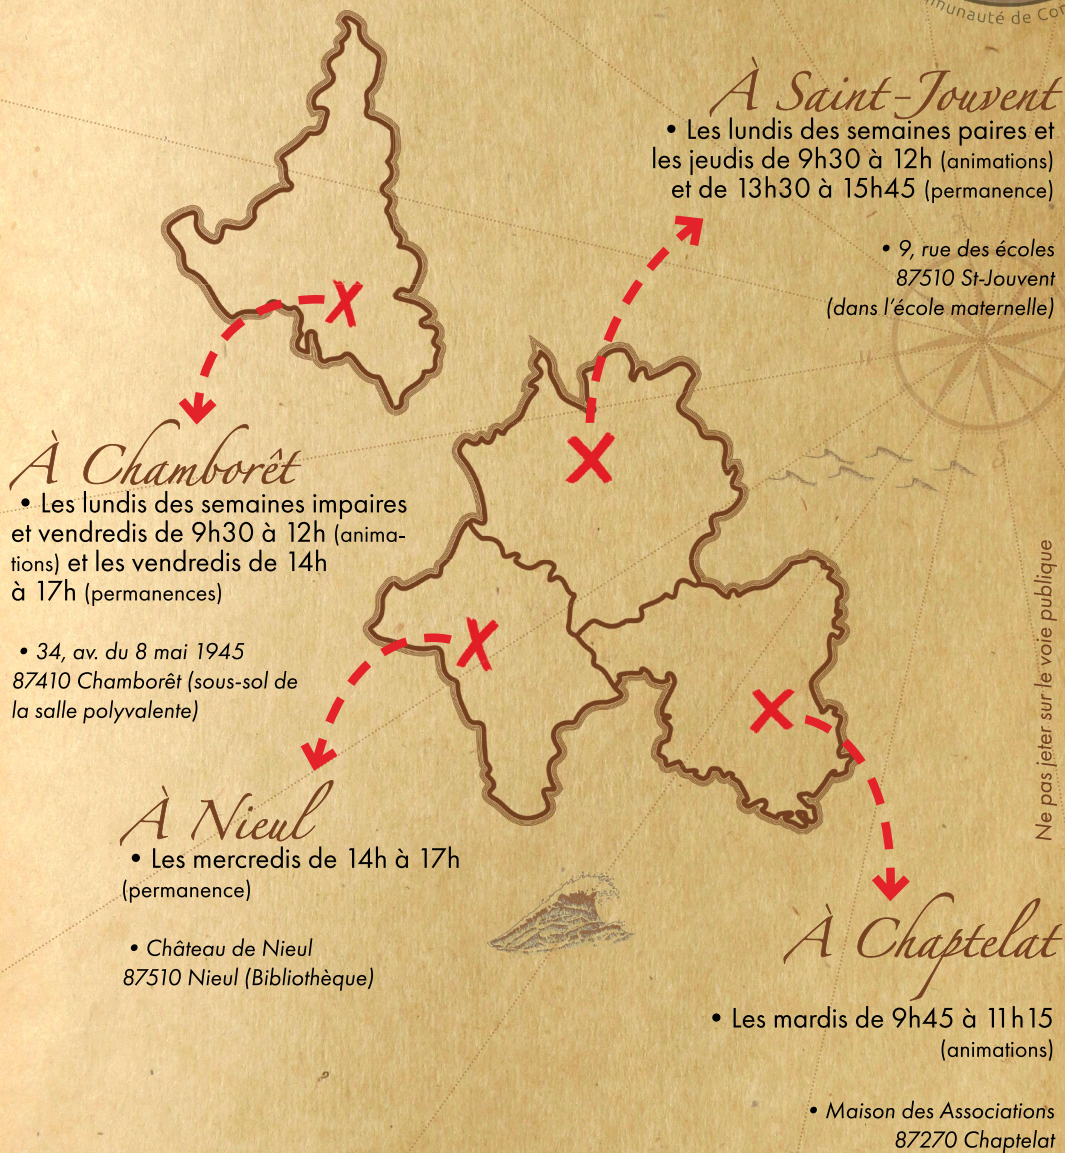 À Saint-Jouvent
• Les lundis des semaines paires et
les jeudis de 9h30 à 12h (animations)
et de 13h30 à 15h45 (permanence)
• 9, rue des écoles
87510 St-Jouvent
(dans l'école maternelle)
À Chamborêt
• Les lundis des semaines impaires
et vendredis de 9h30 à 12h (anima-
tions) et les vendredis de 14h
à 17h (permanences)
• 34, av. du 8 mai 1945
87410 Chamborêt (sous-sol de
la salle polyvalente)
À Nieul
• Les mercredis de 14h à 17h
(permanence)
• Château de Nieul
87510 Nieul (Bibliothèque)
À Chaptelat
• Les mardis de 9h45 à 11h15
(animations)
• Maison des Associations
87270 Chaptelat
Ne pas jeter sur le voie publique